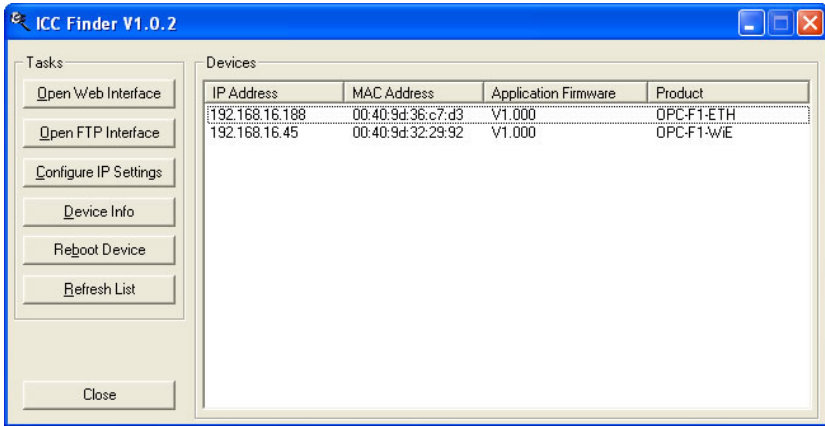 ICC Finder V1.0.2
Tasks
Open Web Interface
Open FTP Interface
Configure IP Settings
Device Info
Reboot Device
Refresh List
Close
Devices
IP Address MAC Address Application Firmware Product
192.168.16.188 00:40:9d:36:c7:d3 V1.000 OPC-F1-ETH
192.168.16.45 00:40:9d:32:29:92 V1.000 OPC-F1-WiE